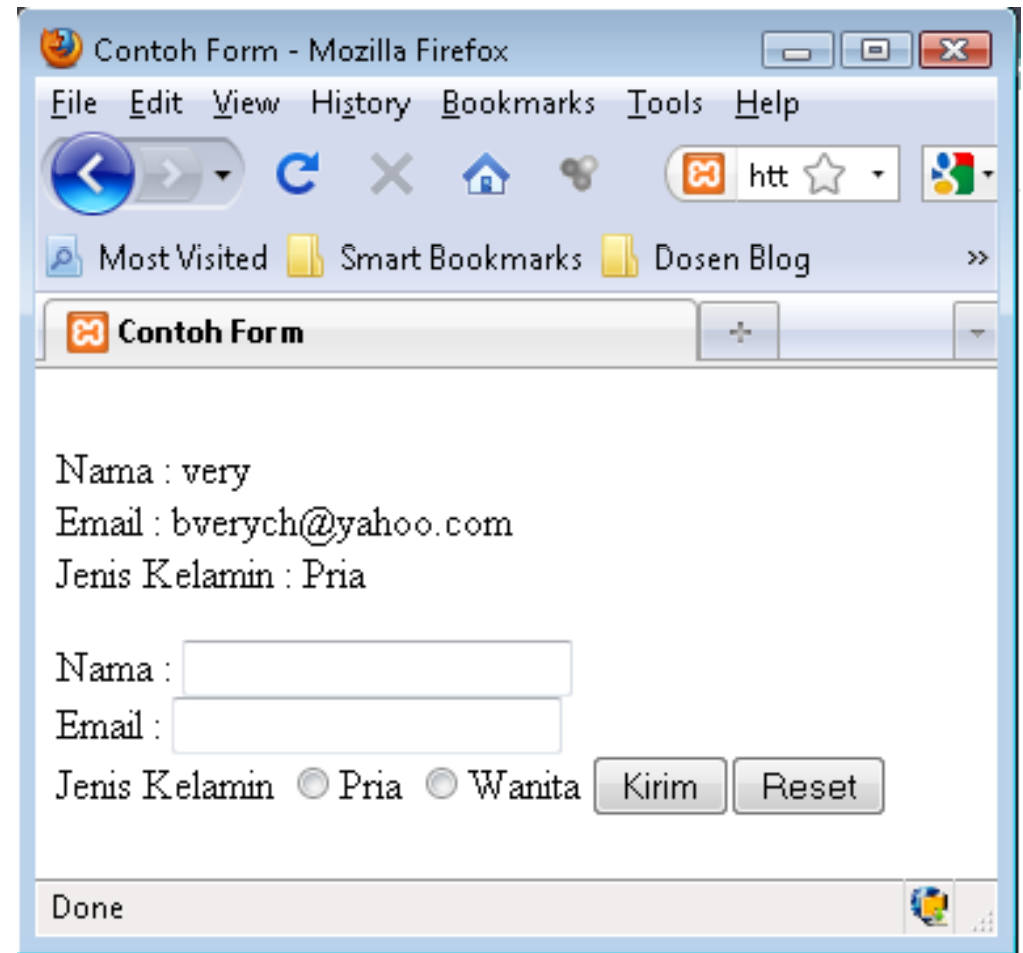 Contoh Form - Mozilla Firefox
File Edit View History Bookmarks Tools Help
htt
Most Visited Smart Bookmarks Dosen Blog »
Contoh Form
Nama : very
Email : bverych@yahoo.com
Jenis Kelamin : Pria
Nama :
Email :
Jenis Kelamin Pria Wanita Kirim Reset
Done